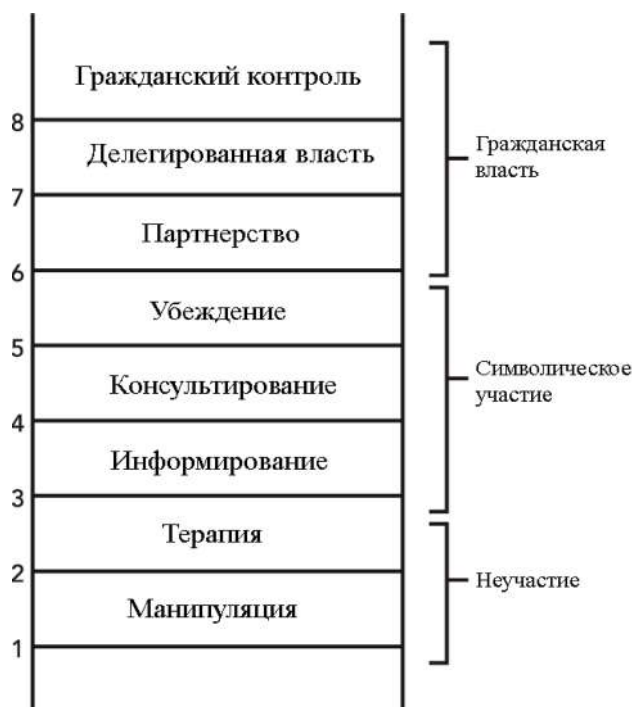 Гражданский контроль
8
Делегированная власть
7
Партнерство
6
Убеждение
5
Консультирование
4
Информирование
3
Терапия
2
Манипуляция
1
Гражданская
власть
Символическое
участие
Неучастие